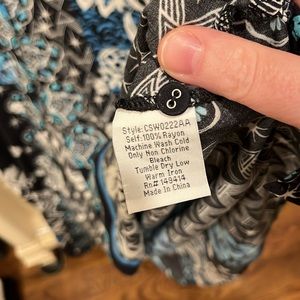 Style:CSW0222AA
Self:100% Rayon
Machine Wash Cold
Only Non Chlorine
Bleach
Tumble Dry Low
Warm Iron
Rn# 149414
Made In China